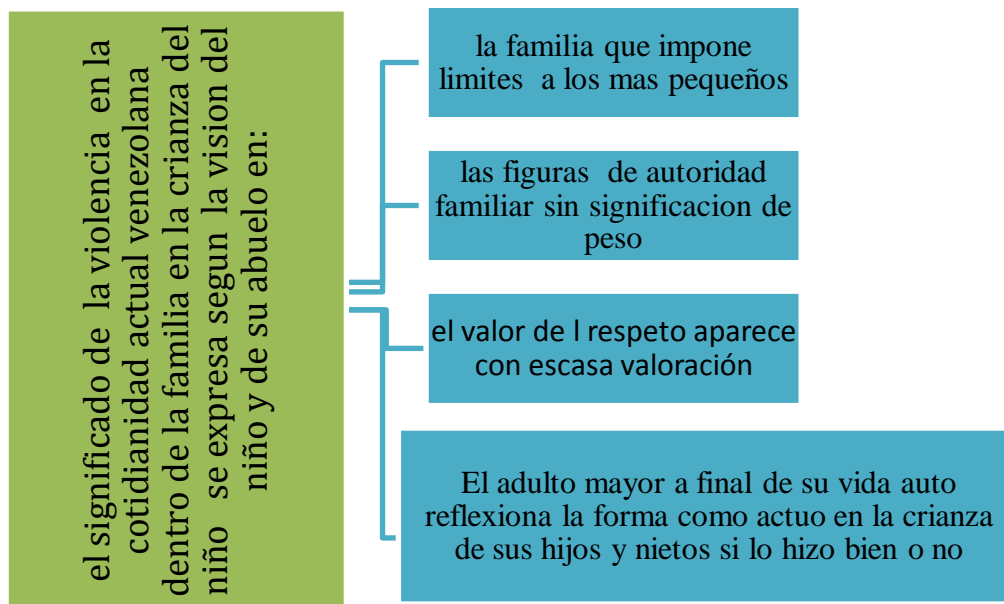 el significado de la violencia en la
cotidianidad actual venezolana
dentro de la familia en la crianza del
niño se expresa segun la vision del
niño y de su abuelo en:
la familia que impone
limites a los mas pequeños
las figuras de autoridad
familiar sin significacion de
peso
el valor de l respeto aparece
con escasa valoración
El adulto mayor a final de su vida auto
reflexiona la forma como actuo en la crianza
de sus hijos y nietos si lo hizo bien o no